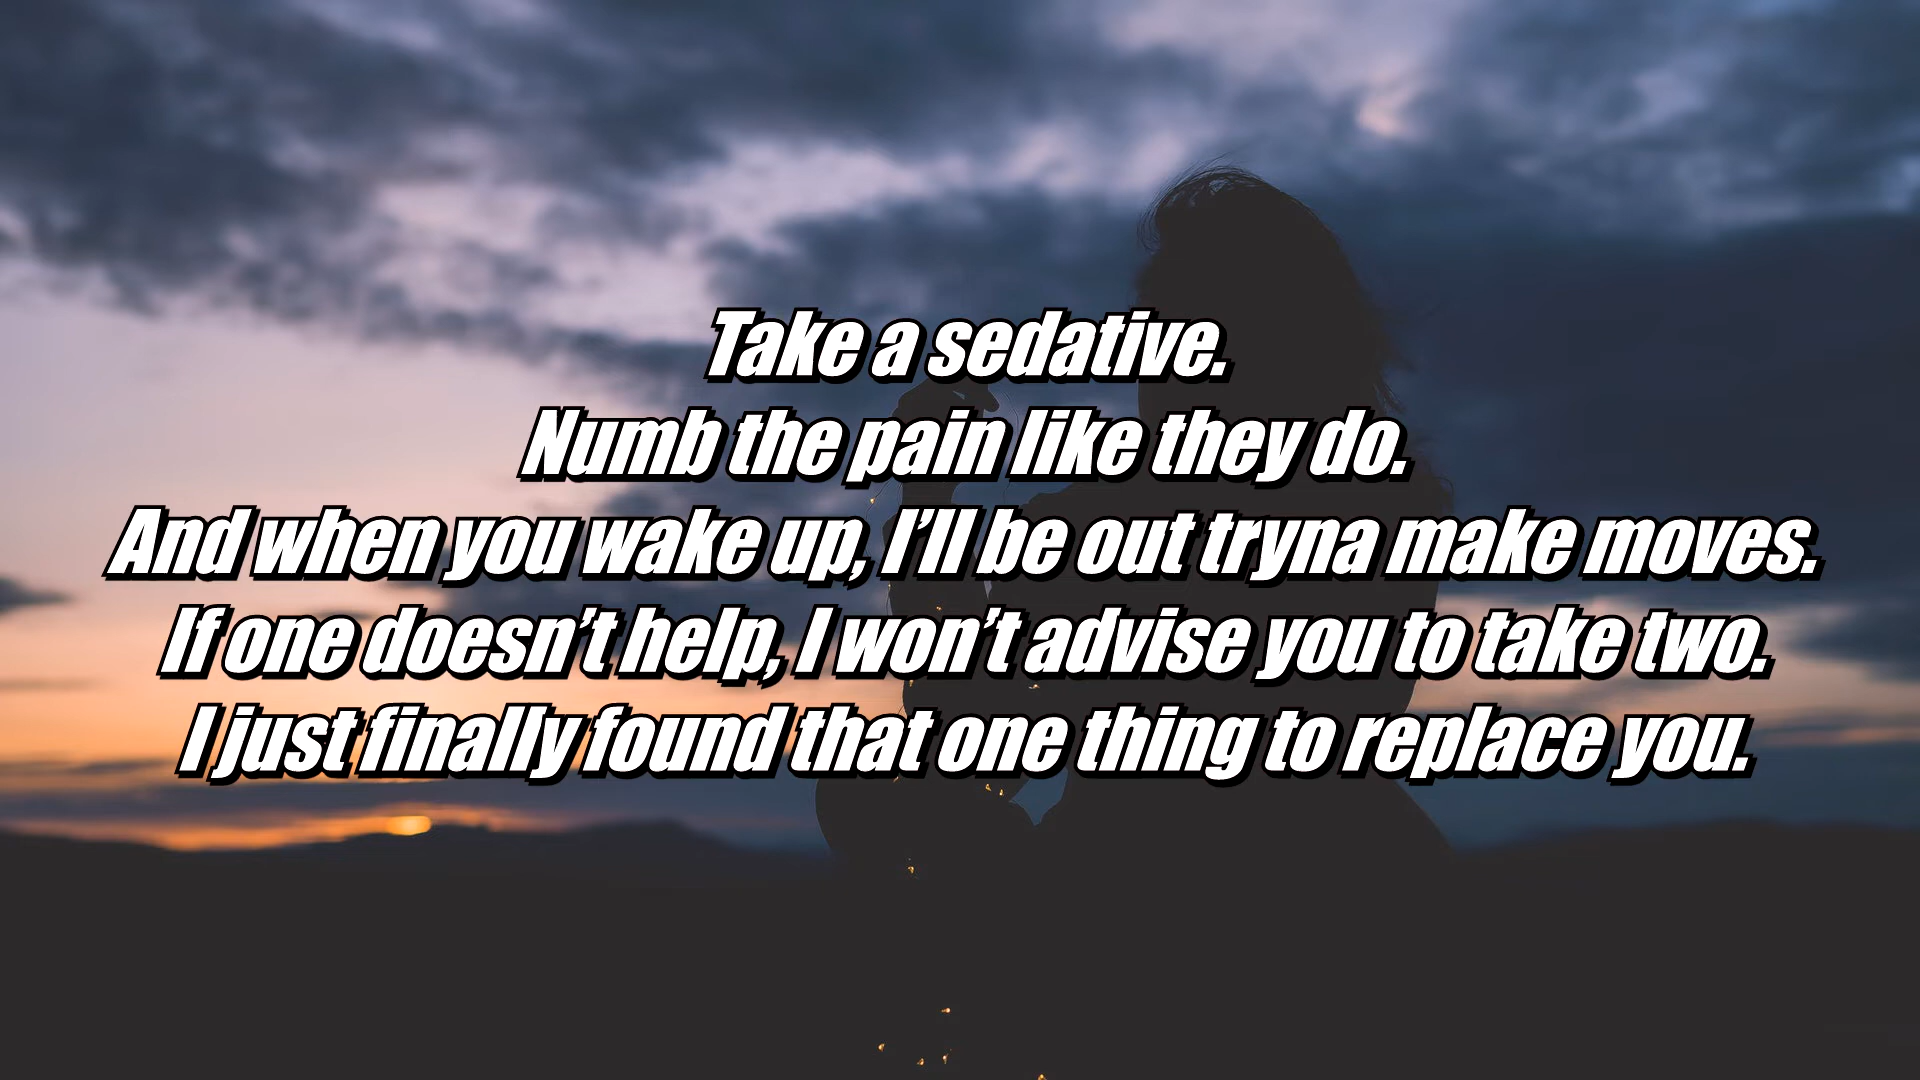 Take a sedative.
Numb the pain like they do.
And when you wake up, I’ll be out tryna make moves.
If one doesn’t help, I won’t advise you to take two.
I just finally found that one thing to replace you.